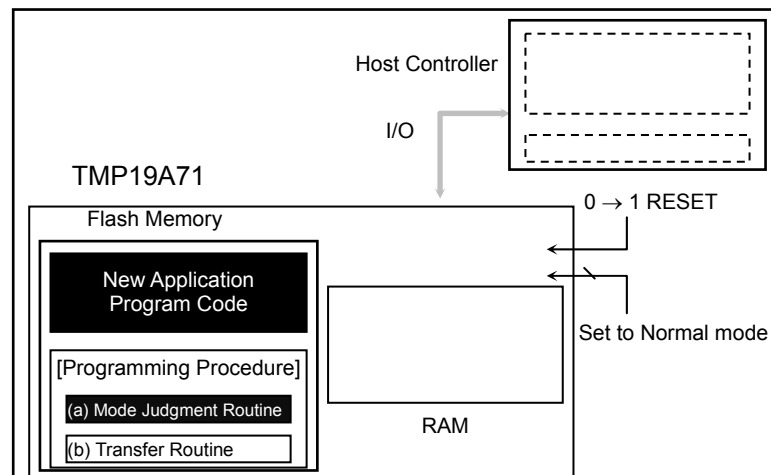 Host Controller
I/O
TMP19A71
0 → 1 RESET
Flash Memory
New Application
Program Code
Set to Normal mode
[Programming Procedure]
(a) Mode Judgment Routine
RAM
(b) Transfer Routine